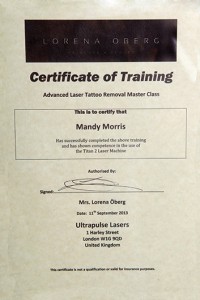 LORENA ÖBERG
Certificate of Training
Advanced Laser Tattoo Removal Master Class
This is to certify that
Mandy Morris
Has successfully completed the above training
and has shown competence in the use of
the Titan 2 Laser Machine
Authorised By:
Signed:
Mrs. Lorena Öberg
Date: 11th September 2013
Ultrapulse Lasers
1 Harley Street
London W1G 9QD
United Kingdom
This certificate is not a qualification or valid for insurance purposes.